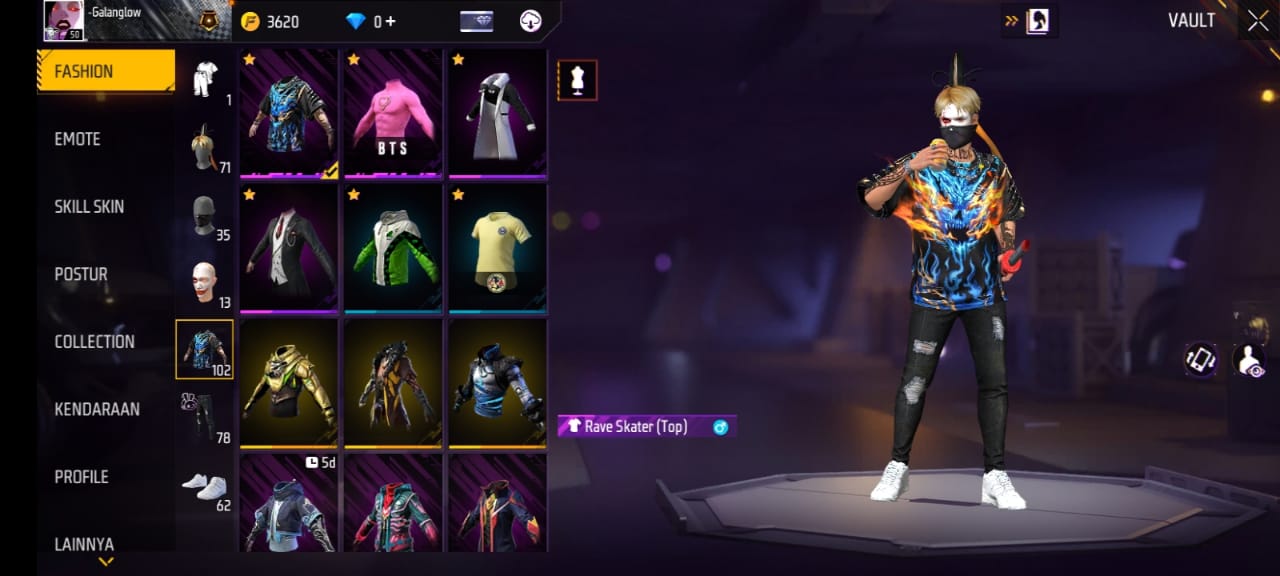 -Galanglow
50
3620
0+
VAULT
FASHION
EMOTE
SKILL SKIN
POSTUR
COLLECTION
KENDARAAN
PROFILE
LAINNYA
1
71
35
13
102
78
62
BTS
5d
Rave Skater (Top)